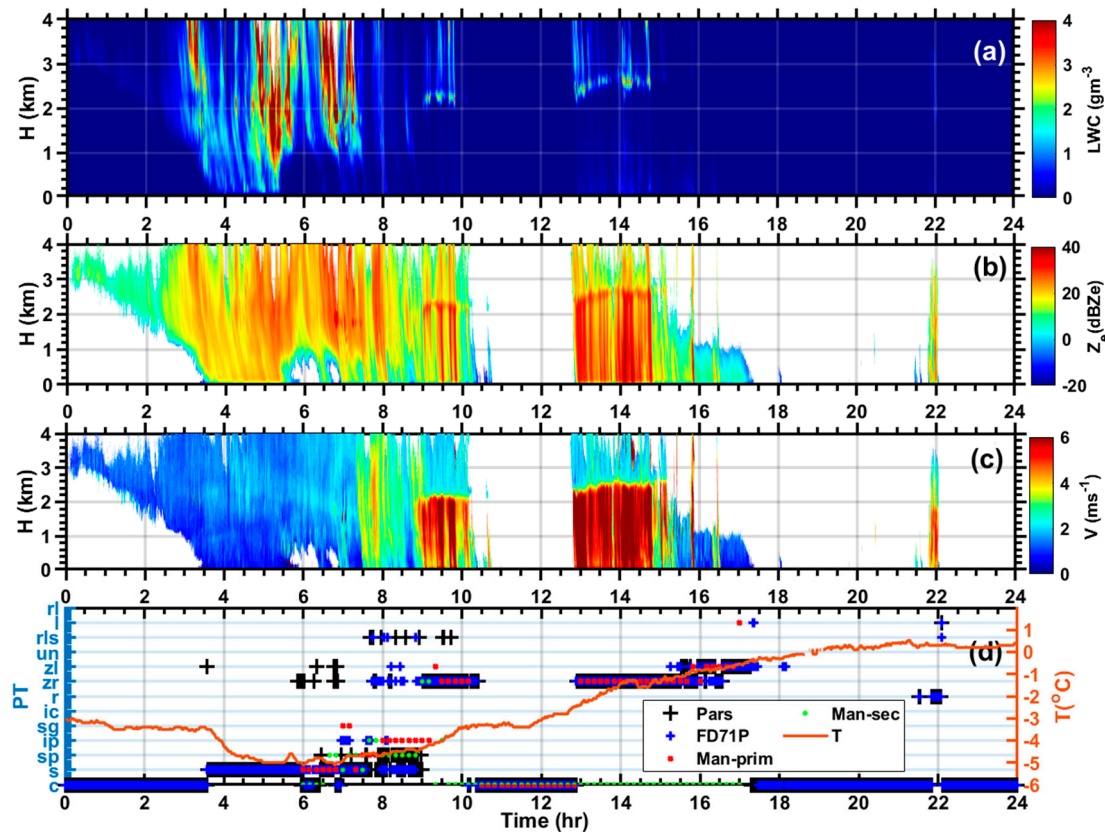 4
3
2
1
0
H (km)
(a)
4
3
2
1
0
LWC (gm-3)
0 2 4 6 8 10 12 14 16 18 20 22 24
4
3
2
1
0
H (km)
(b)
40
20
0
-20
Ze(dBZe)
0 2 4 6 8 10 12 14 16 18 20 22 24
4
3
2
1
0
H (km)
(c)
6
4
2
0
V (ms-1)
0 2 4 6 8 10 12 14 16 18 20 22 24
rl
l
rls
un
zl
zr
r
ic
sg
ip
sp
s
c
PT
(d)
1
0
-1
-2
-3
-4
-5
-6
T(oC)
Pars
FD71P
Man-prim
Man-sec
T
0 2 4 6 8 10 12 14 16 18 20 22 24
Time (hr)